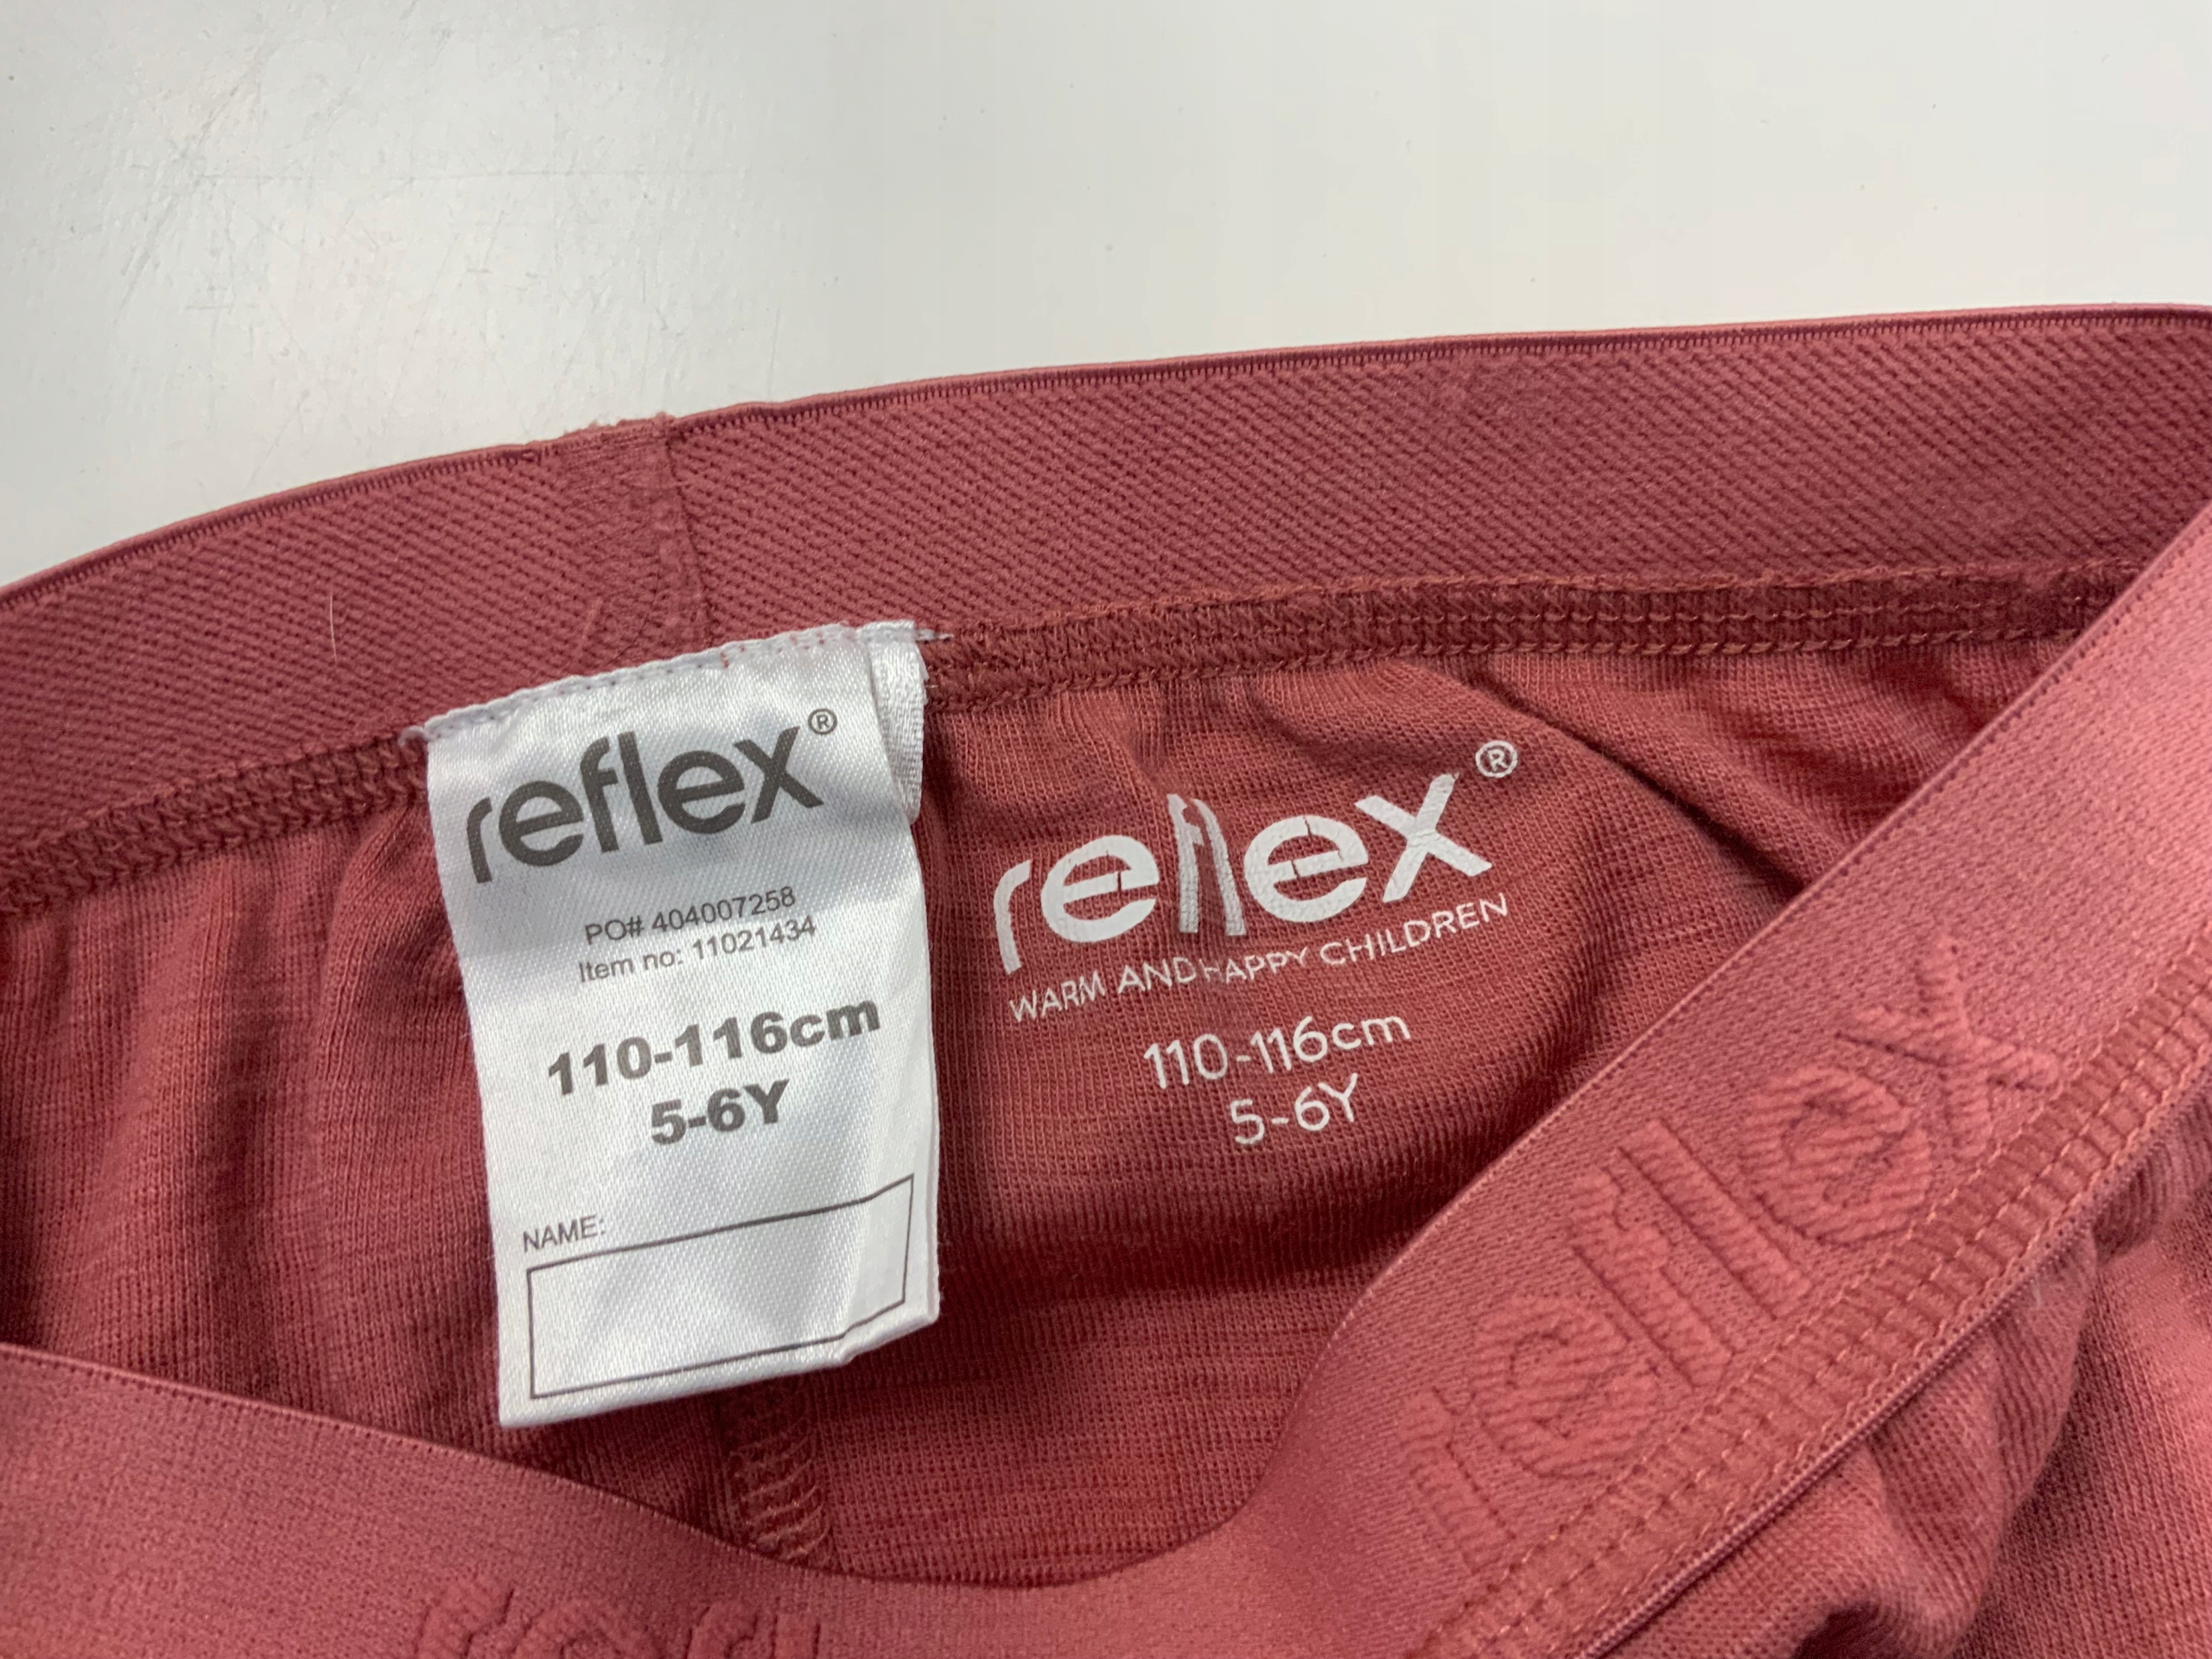 reflex®
PO# 404007258
Item no: 11021434
110-116cm
5-6Y
NAME:
reflex®
WARM AND HAPPY CHILDREN
110-116cm
5-6Y
reflex